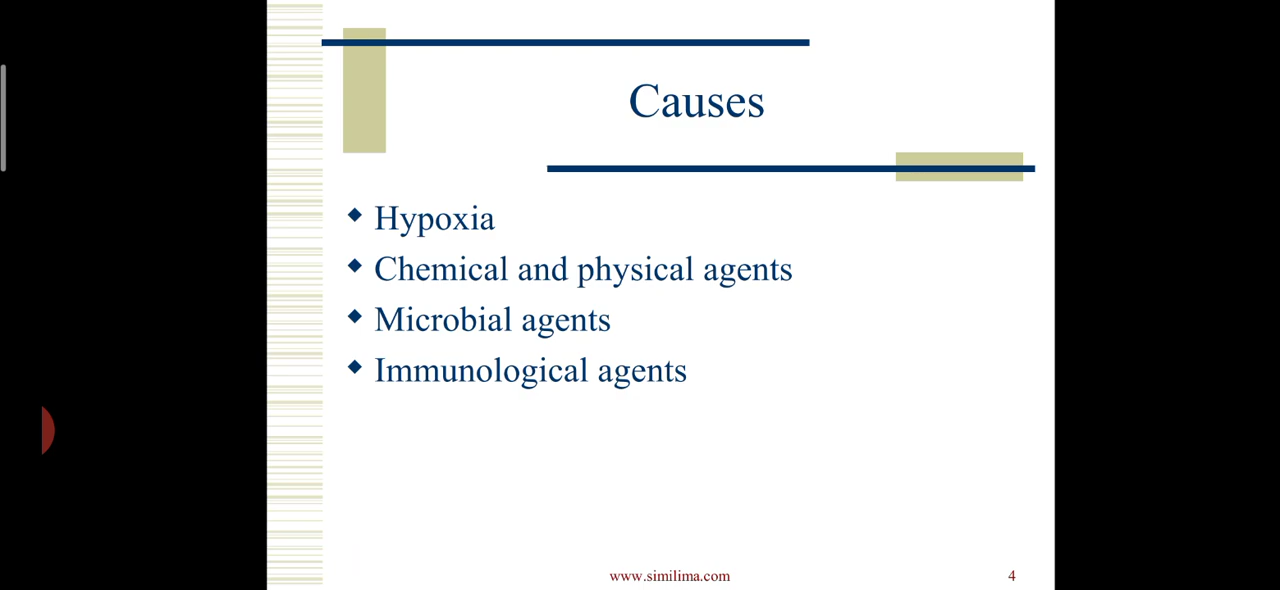 Causes
Hypoxia
Chemical and physical agents
Microbial agents
Immunological agents
www.similima.com 4